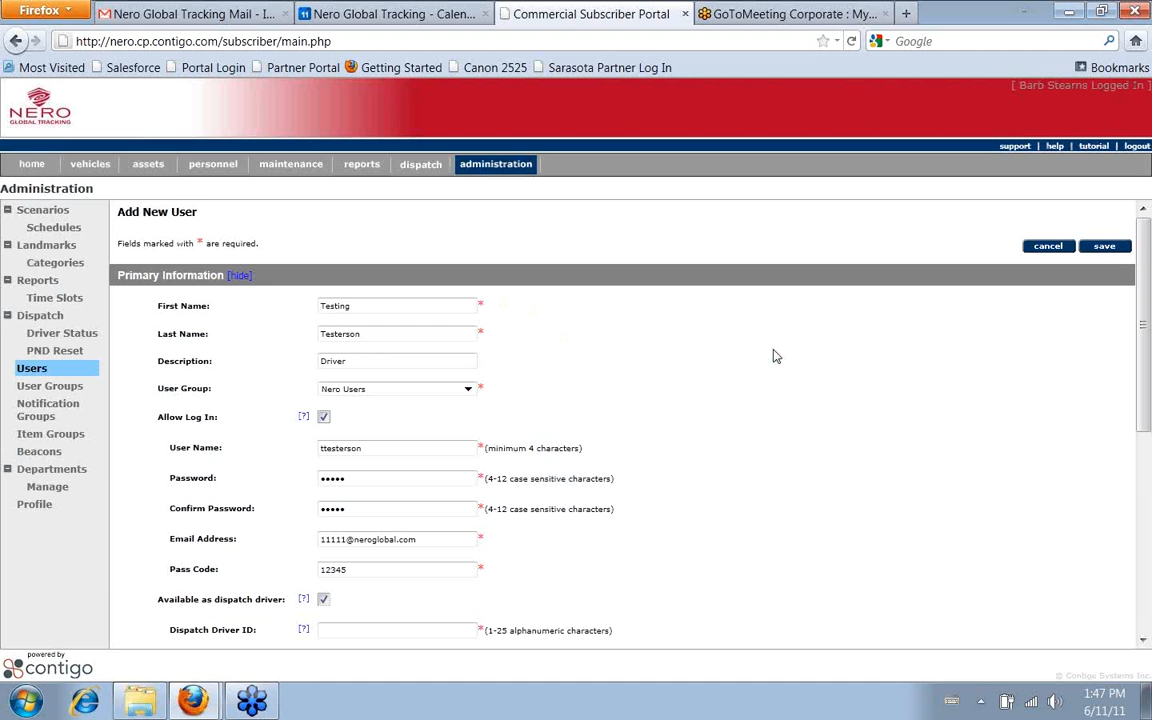 Firefox
Nero Global Tracking Mail - I...
Nero Global Tracking - Calen...
Commercial Subscriber Portal
GoToMeeting Corporate : My...
http://nero.cp.contigo.com/subscriber/main.php
Google
Most Visited
Salesforce
Portal Login
Partner Portal
Getting Started
Canon 2525
Sarasota Partner Log In
Bookmarks
[ Barb Stearns Logged In ]
NERO
GLOBAL TRACKING
support | help | tutorial | logout
home
vehicles
assets
personnel
maintenance
reports
dispatch
administration
Administration
Scenarios
Schedules
Landmarks
Categories
Reports
Time Slots
Dispatch
Driver Status
PND Reset
Users
User Groups
Notification
Groups
Item Groups
Beacons
Departments
Manage
Profile
Add New User
Fields marked with * are required.
cancel
save
Primary Information [hide]
First Name: Testing *
Last Name: Testerson *
Description: Driver
User Group: Nero Users *
Allow Log In: [?]
User Name: ttesterson * (minimum 4 characters)
Password: ••••• * (4-12 case sensitive characters)
Confirm Password: ••••• * (4-12 case sensitive characters)
Email Address: 11111@neroglobal.com *
Pass Code: 12345 *
Available as dispatch driver: [?]
Dispatch Driver ID: [?] * (1-25 alphanumeric characters)
powered by
contigo
© Contigo Systems Inc.
1:47 PM
6/11/11